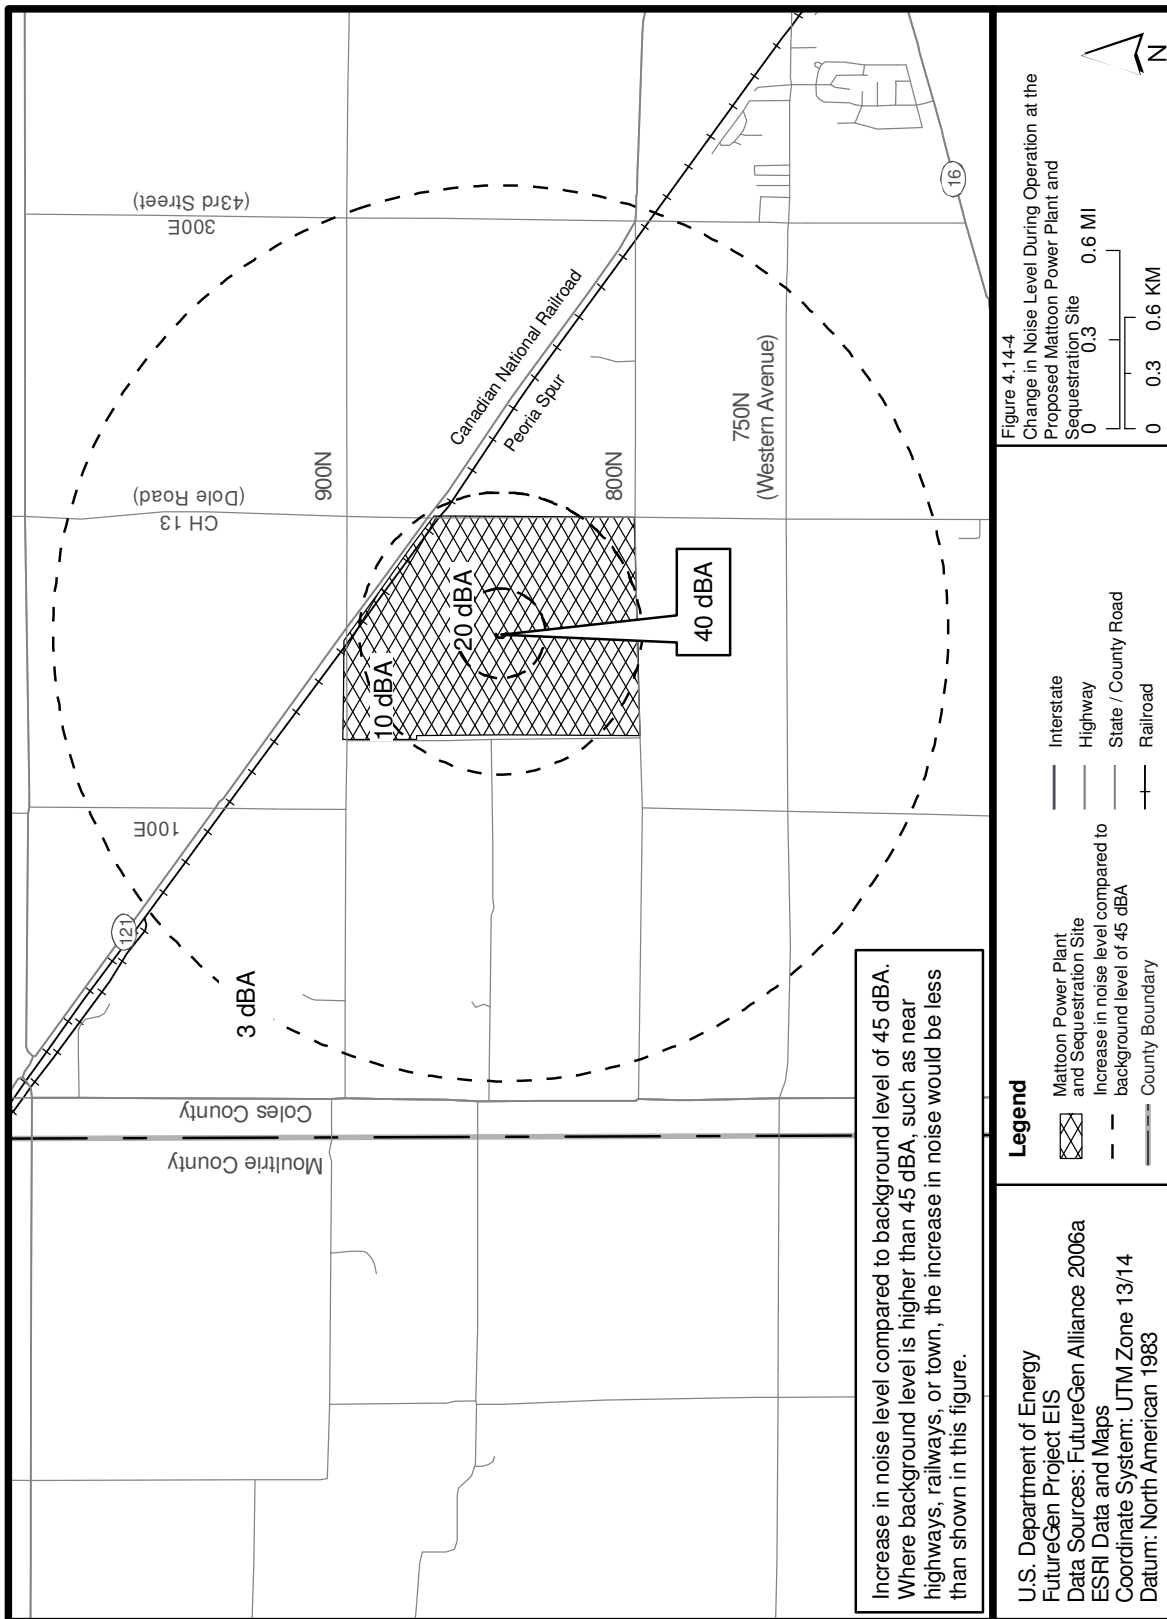 Moultrie County
Coles County
121
3 dBA
100E
CH 13
(Dole Road)
300E
(43rd Street)
900N
Canadian National Railroad
Peoria Spur
10 dBA
20 dBA
40 dBA
800N
750N
(Western Avenue)
16
Increase in noise level compared to background level of 45 dBA.
Where background level is higher than 45 dBA, such as near
highways, railways, or town, the increase in noise would be less
than shown in this figure.
U.S. Department of Energy
FutureGen Project EIS
Data Sources: FutureGen Alliance 2006a
ESRI Data and Maps
Coordinate System: UTM Zone 13/14
Datum: North American 1983
Legend
Mattoon Power Plant
and Sequestration Site
Increase in noise level compared to
background level of 45 dBA
County Boundary
Interstate
Highway
State / County Road
Railroad
Figure 4.14-4
Change in Noise Level During Operation at the
Proposed Mattoon Power Plant and
Sequestration Site
0 0.3 0.6 MI
0 0.3 0.6 KM
N